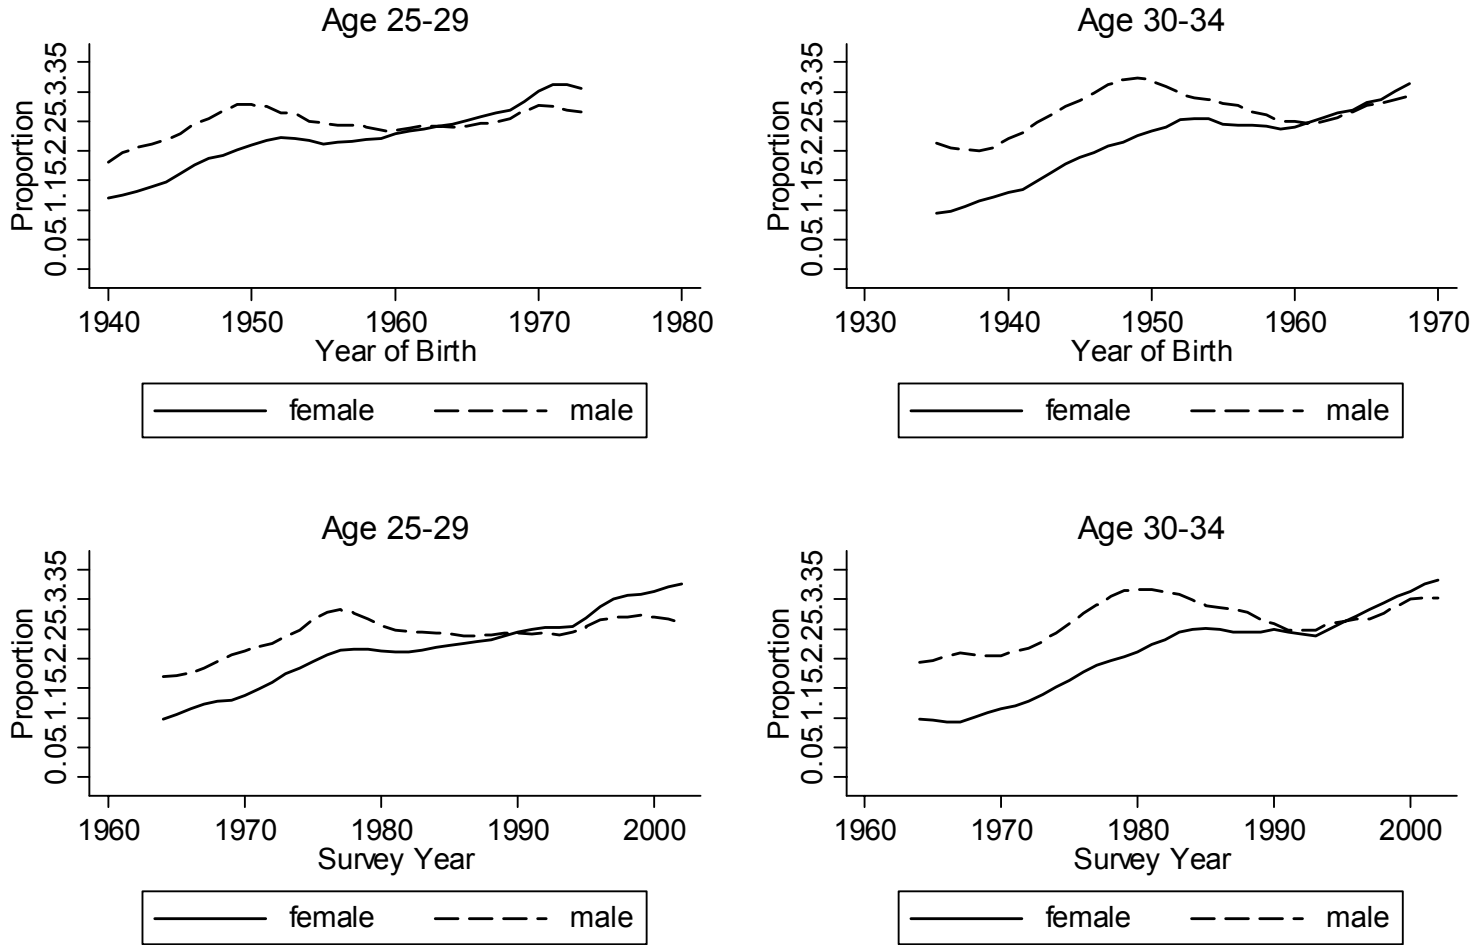 Age 25-29
Proportion
0 .05 .1 .15 .2 .25 .3 .35
1940 1950 1960 1970 1980
Year of Birth
female male
Age 30-34
Proportion
0 .05 .1 .15 .2 .25 .3 .35
1930 1940 1950 1960 1970
Year of Birth
female male
Age 25-29
Proportion
0 .05 .1 .15 .2 .25 .3 .35
1960 1970 1980 1990 2000
Survey Year
female male
Age 30-34
Proportion
0 .05 .1 .15 .2 .25 .3 .35
1960 1970 1980 1990 2000
Survey Year
female male